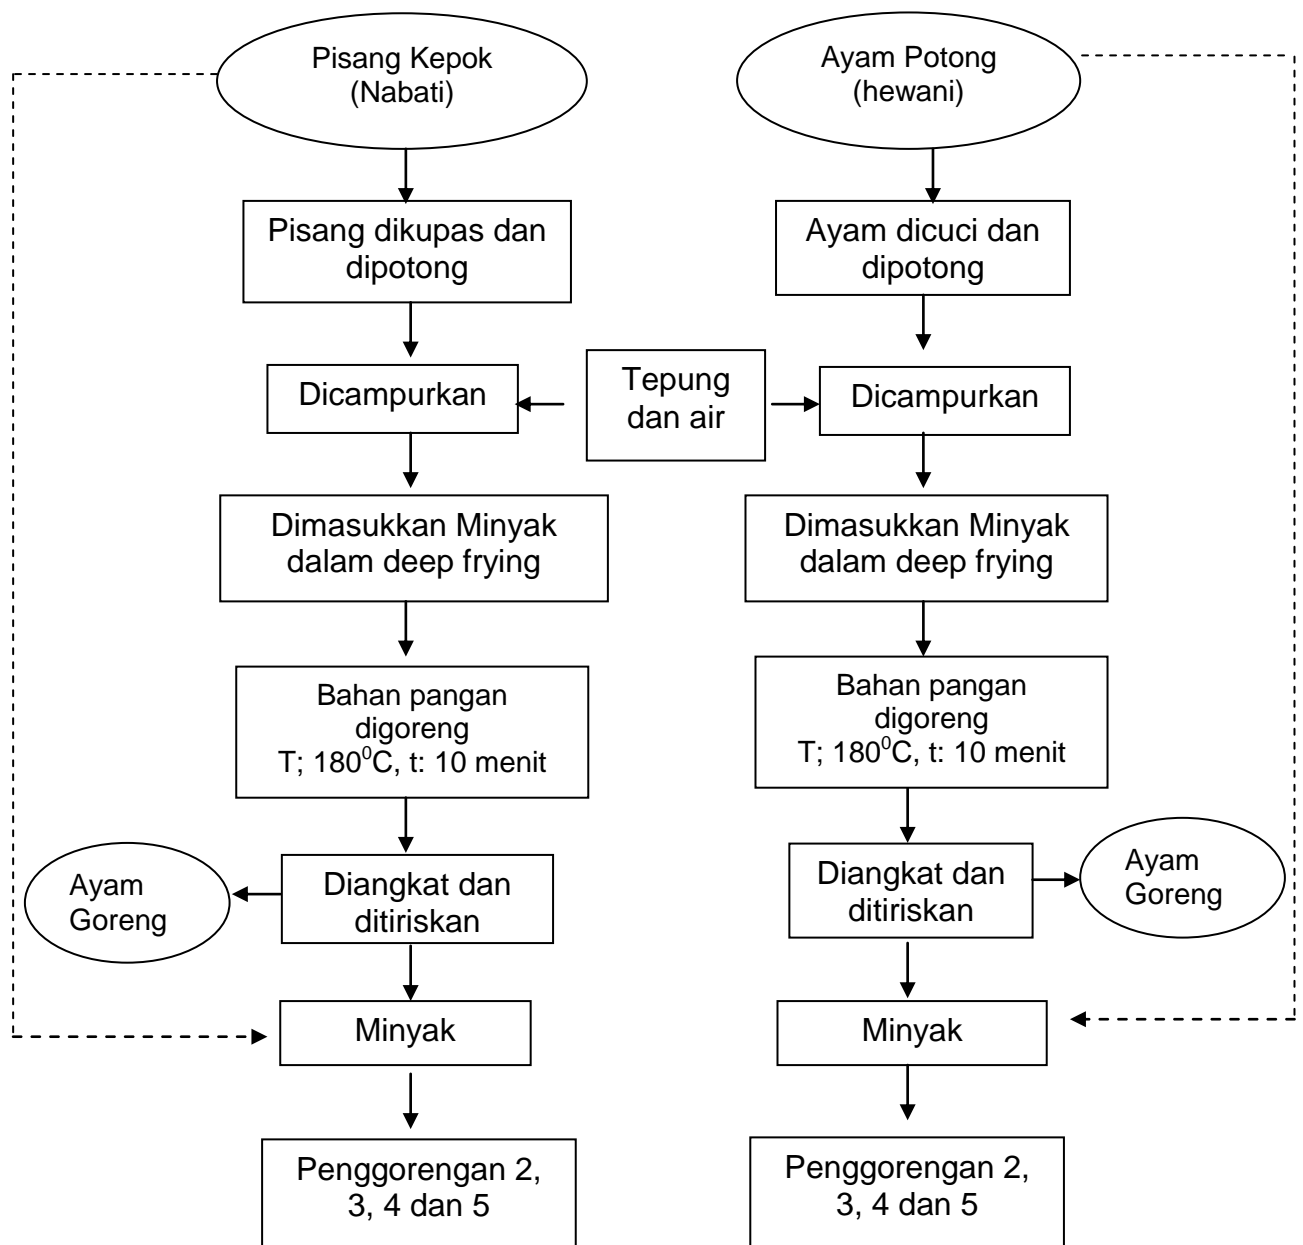 Pisang Kepok
(Nabati)
Ayam Potong
(hewani)
Pisang dikupas dan
dipotong
Ayam dicuci dan
dipotong
Dicampurkan
Tepung
dan air
Dicampurkan
Dimasukkan Minyak
dalam deep frying
Dimasukkan Minyak
dalam deep frying
Bahan pangan
digoreng
T; 180⁰C, t: 10 menit
Bahan pangan
digoreng
T; 180⁰C, t: 10 menit
Ayam
Goreng
Diangkat dan
ditiriskan
Diangkat dan
ditiriskan
Ayam
Goreng
Minyak
Minyak
Penggorengan 2,
3, 4 dan 5
Penggorengan 2,
3, 4 dan 5